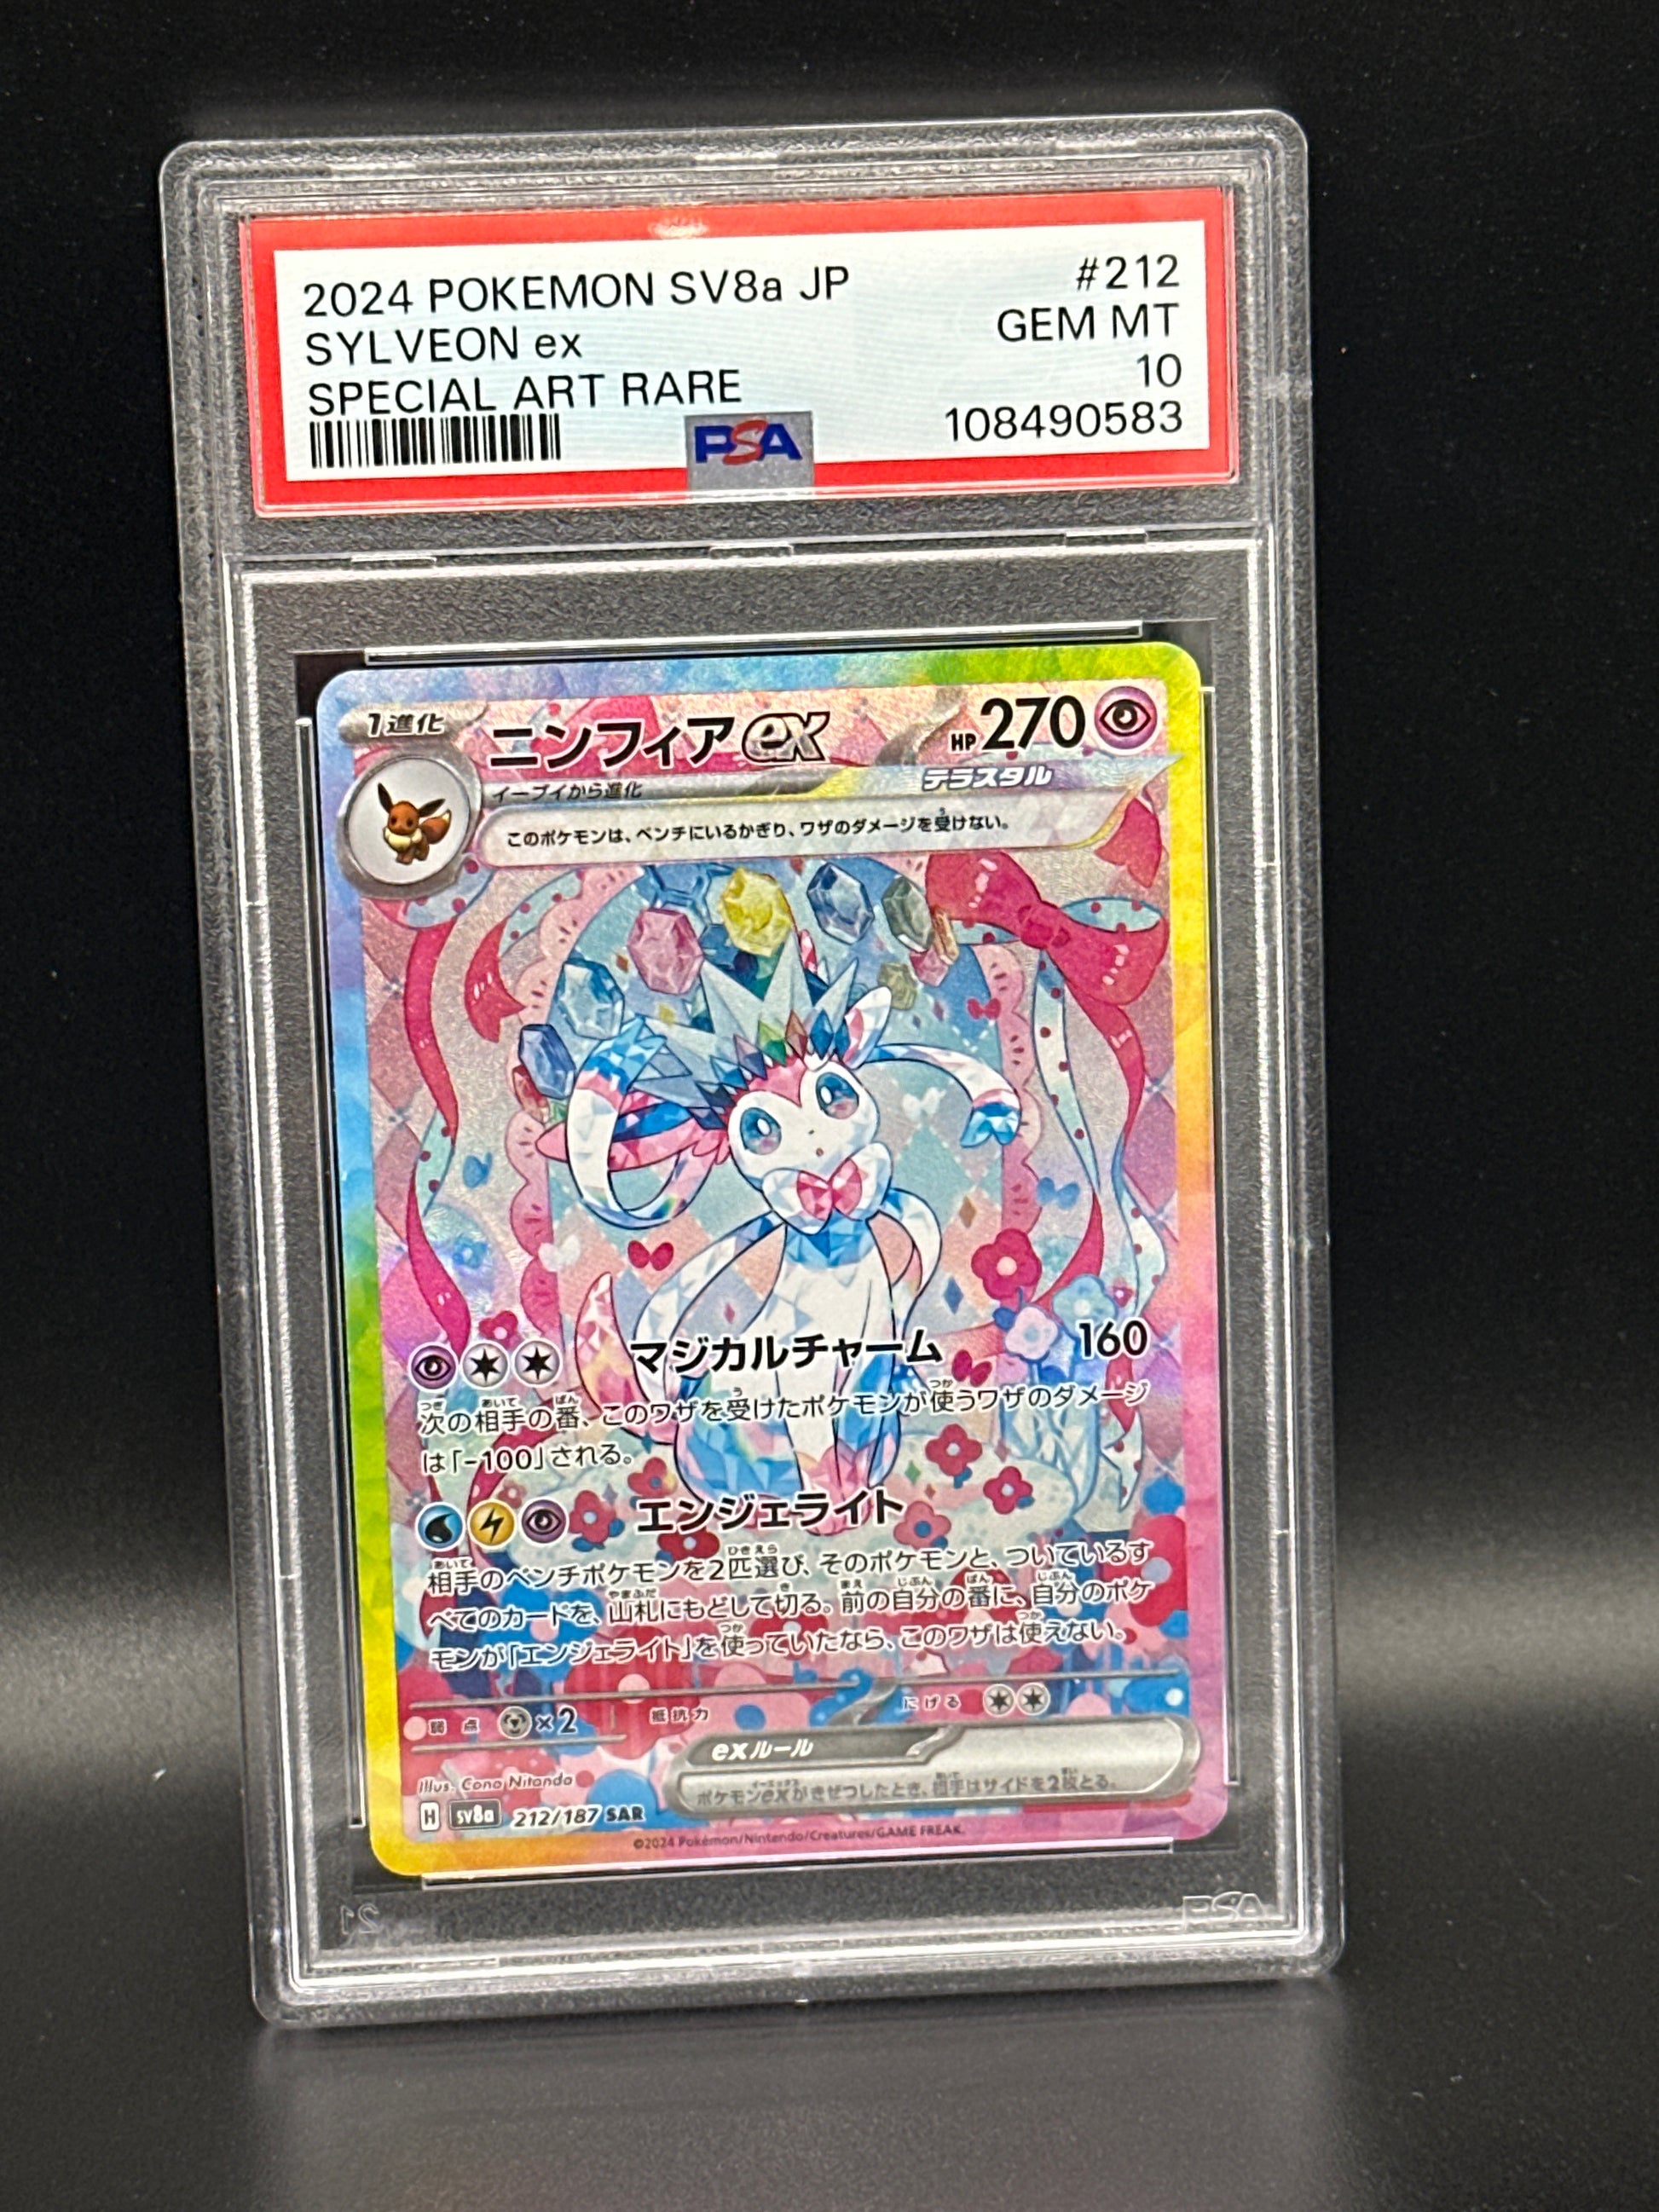 2024 POKEMON SV8a JP #212
SYLVEON ex GEM MT
SPECIAL ART RARE 10
PSA 108490583
1進化 ニンフィアex HP270
イーブイから進化 テラスタル
このポケモンは、ベンチにいるかぎり、ワザのダメージを受けない。
マジカルチャーム 160
次の相手の番、このワザを受けたポケモンが使うワザのダメージ
は「-100」される。
エンジェライト
相手のベンチポケモンを2匹選び、そのポケモンと、ついているす
べてのカードを、山札にもどして切る。前の自分の番に、自分のポケ
モンが「エンジェライト」を使っていたなら、このワザは使えない。
弱点 ×2 抵抗力 にげる
exルール
ポケモンexがきぜつしたとき、相手はサイドを2枚とる。
Illus. Cona Nitanda
H SV8a 212/187 SAR
©2024 Pokémon/Nintendo/Creatures/GAME FREAK.
PSA